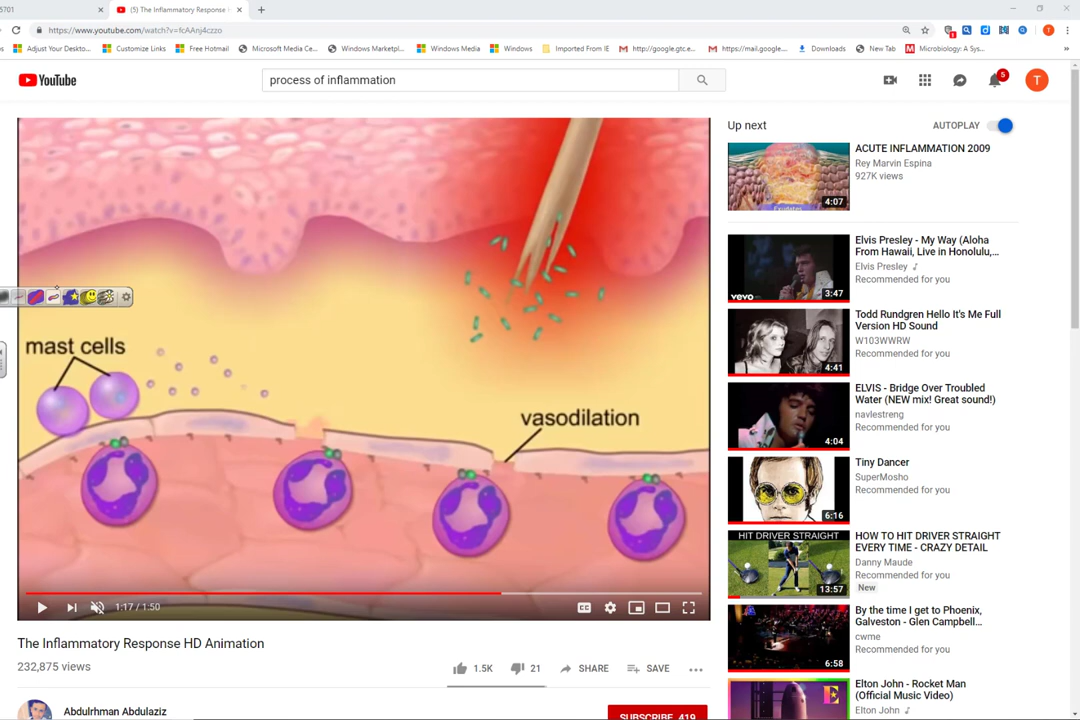 5701
(5) The Inflammatory Response H
https://www.youtube.com/watch?v=fcAAnj4czzo
Adjust Your Deskto...
Customize Links
Free Hotmail
Microsoft Media Ce...
Windows Marketpl...
Windows Media
Windows
Imported From IE
http://google.gtc.e...
https://mail.google....
Downloads
New Tab
Microbiology: A Sys...
YouTube
process of inflammation
5
T
Up next
AUTOPLAY
ACUTE INFLAMMATION 2009
Rey Marvin Espina
927K views
Exudates
4:07
Elvis Presley - My Way (Aloha
From Hawaii, Live in Honolulu,...
Elvis Presley
Recommended for you
vevo
3:47
Todd Rundgren Hello It's Me Full
Version HD Sound
W103WWRW
Recommended for you
4:41
ELVIS - Bridge Over Troubled
Water (NEW mix! Great sound!)
navlestreng
Recommended for you
4:04
Tiny Dancer
SuperMosho
Recommended for you
6:16
HIT DRIVER STRAIGHT
HOW TO HIT DRIVER STRAIGHT
EVERY TIME - CRAZY DETAIL
Danny Maude
Recommended for you
New
13:57
By the time I get to Phoenix,
Galveston - Glen Campbell...
cwme
Recommended for you
6:58
Elton John - Rocket Man
(Official Music Video)
Elton John
mast cells
vasodilation
1:17 / 1:50
The Inflammatory Response HD Animation
232,875 views
1.5K
21
SHARE
SAVE
Abdulrhman Abdulaziz
SUBSCRIBE 419